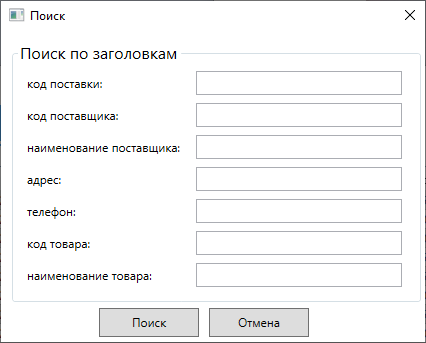 Поиск
Поиск по заголовкам
код поставки:
код поставщика:
наименование поставщика:
адрес:
телефон:
код товара:
наименование товара:
Поиск Отмена